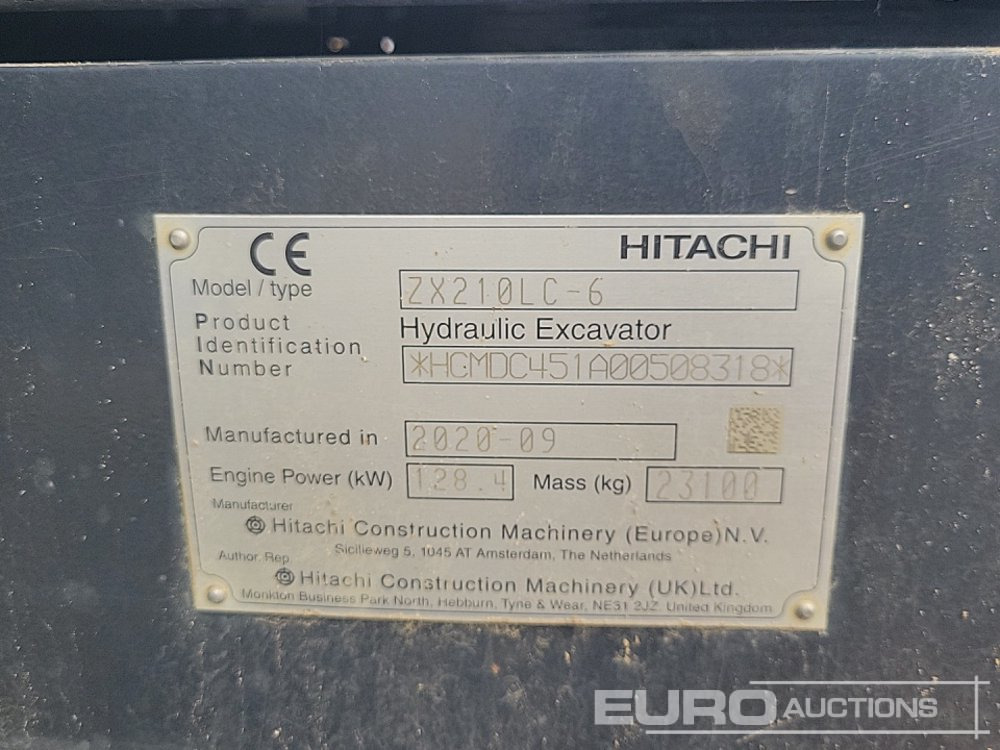 CE HITACHI
Model / type ZX210LC-6
Product Hydraulic Excavator
Identification
Number *HCMDC451A00508318*
Manufactured in 2020-09
Engine Power (kW) 128.4 Mass (kg) 23100
Manufacturer
Hitachi Construction Machinery (Europe) N.V.
Sicilieweg 5, 1045 AT Amsterdam, The Netherlands
Author. Rep.
Hitachi Construction Machinery (UK) Ltd.
Monkton Business Park North, Hebburn, Tyne & Wear, NE31 2JZ, United Kingdom
EURO AUCTIONS